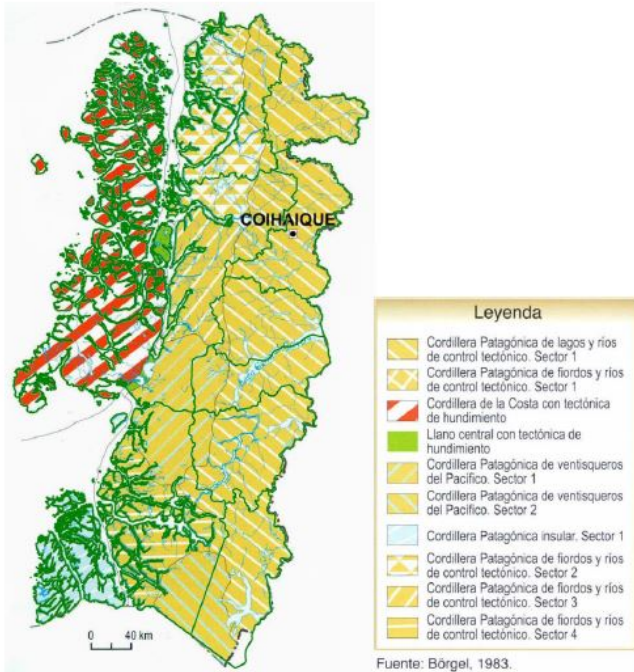 COIHAIQUE
0 40 km
Leyenda
Cordillera Patagónica de lagos y ríos
de control tectónico. Sector 1
Cordillera Patagónica de fiordos y ríos
de control tectónico. Sector 1
Cordillera de la Costa con tectónica
de hundimiento
Llano central con tectónica de
hundimiento
Cordillera Patagónica de ventisqueros
del Pacífico. Sector 1
Cordillera Patagónica de ventisqueros
del Pacífico. Sector 2
Cordillera Patagónica insular. Sector 1
Cordillera Patagónica de fiordos y ríos
de control tectónico. Sector 2
Cordillera Patagónica de fiordos y ríos
de control tectónico. Sector 3
Cordillera Patagónica de fiordos y ríos
de control tectónico. Sector 4
Fuente: Börgel, 1983.